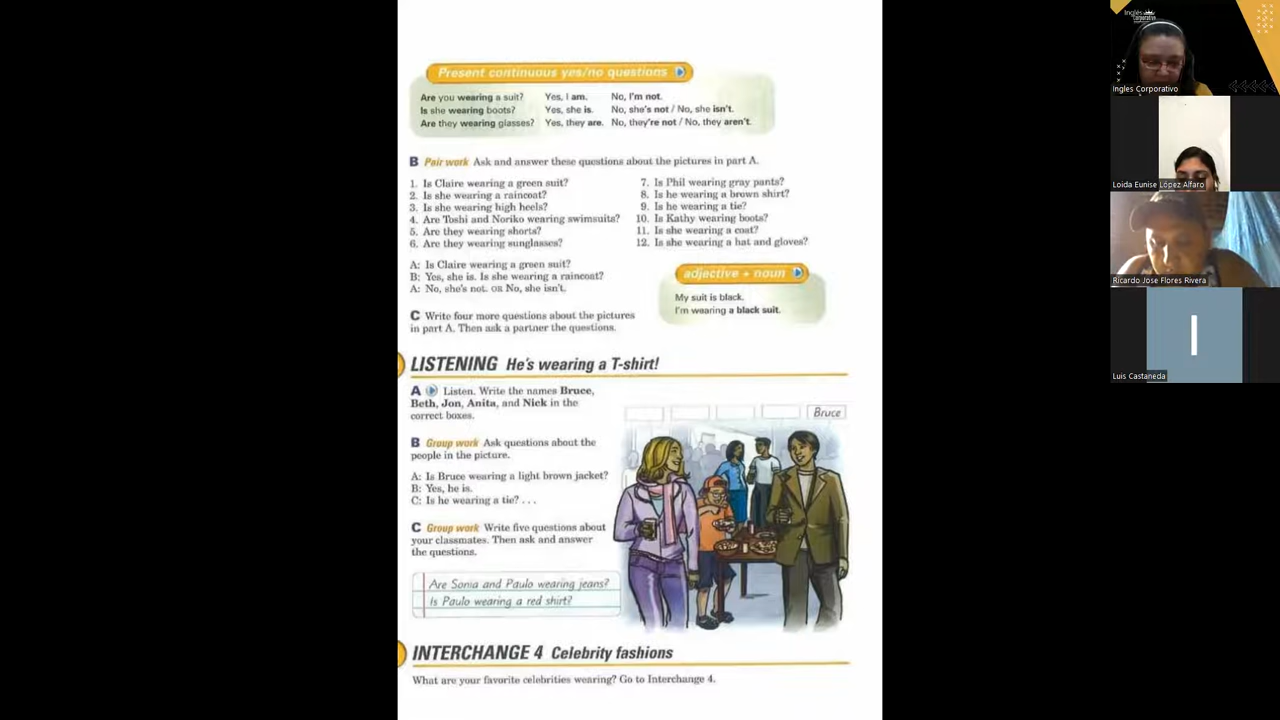 Present continuous yes/no questions
Are you wearing a suit? Yes, I am. No, I'm not.
Is she wearing boots? Yes, she is. No, she's not / No, she isn't.
Are they wearing glasses? Yes, they are. No, they're not / No, they aren't.
B Pair work Ask and answer these questions about the pictures in part A.
1. Is Claire wearing a green suit?
2. Is she wearing a raincoat?
3. Is she wearing high heels?
4. Are Toshi and Noriko wearing swimsuits?
5. Are they wearing shorts?
6. Are they wearing sunglasses?
7. Is Phil wearing gray pants?
8. Is he wearing a brown shirt?
9. Is he wearing a tie?
10. Is Kathy wearing boots?
11. Is she wearing a coat?
12. Is she wearing a hat and gloves?
A: Is Claire wearing a green suit?
B: Yes, she is. Is she wearing a raincoat?
A: No, she's not. OR No, she isn't.
adjective + noun
My suit is black.
I'm wearing a black suit.
C Write four more questions about the pictures
in part A. Then ask a partner the questions.
LISTENING He's wearing a T-shirt!
A Listen. Write the names Bruce,
Beth, Jon, Anita, and Nick in the
correct boxes.
Bruce
B Group work Ask questions about the
people in the picture.
A: Is Bruce wearing a light brown jacket?
B: Yes, he is.
C: Is he wearing a tie? . . .
C Group work Write five questions about
your classmates. Then ask and answer
the questions.
Are Sonia and Paulo wearing jeans?
Is Paulo wearing a red shirt?
INTERCHANGE 4 Celebrity fashions
What are your favorite celebrities wearing? Go to Interchange 4.
Inglés
Corporativo
Ingles Corporativo
Loida Eunise López Alfaro
Ricardo Jose Flores Rivera
I
Luis Castaneda